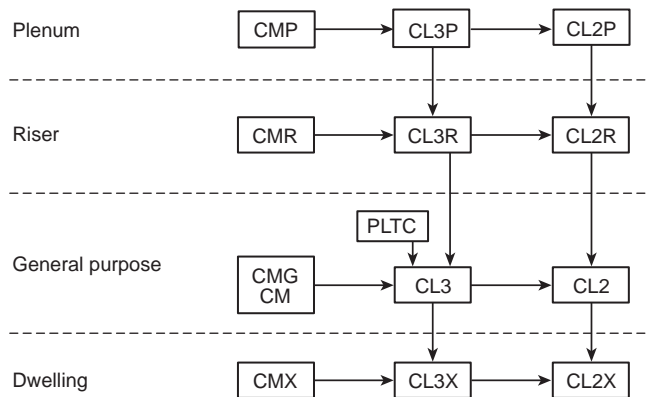 Plenum
CMP
CL3P
CL2P
Riser
CMR
CL3R
CL2R
PLTC
General purpose
CMG
CM
CL3
CL2
Dwelling
CMX
CL3X
CL2X